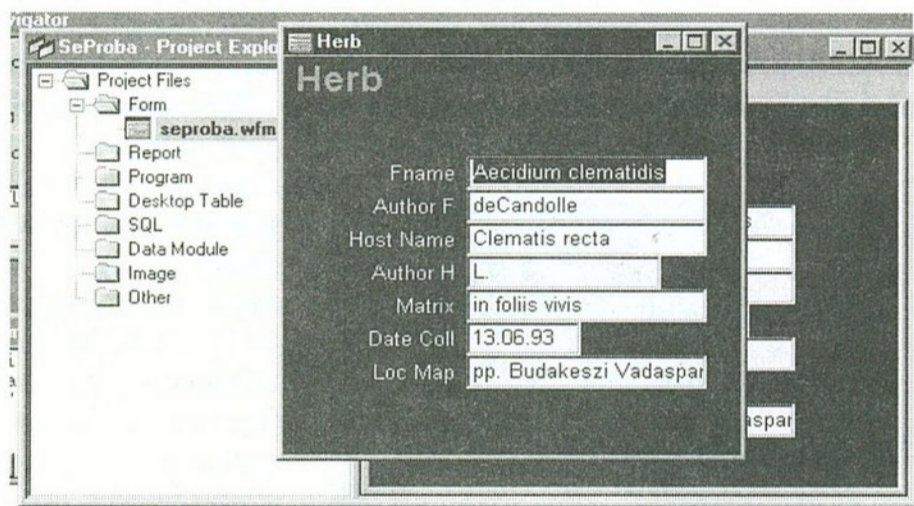 vigator
SeProba - Project Explo
Project Files
Form
seproba.wfm
Report
Program
Desktop Table
SQL
Data Module
Image
Other
Herb
Herb
Fname Aecidium clematidis
Author F deCandolle
Host Name Clematis recta
Author H L.
Matrix in foliis vivis
Date Coll 13.06.93
Loc Map pp. Budakeszi Vadaspar
s
aspar